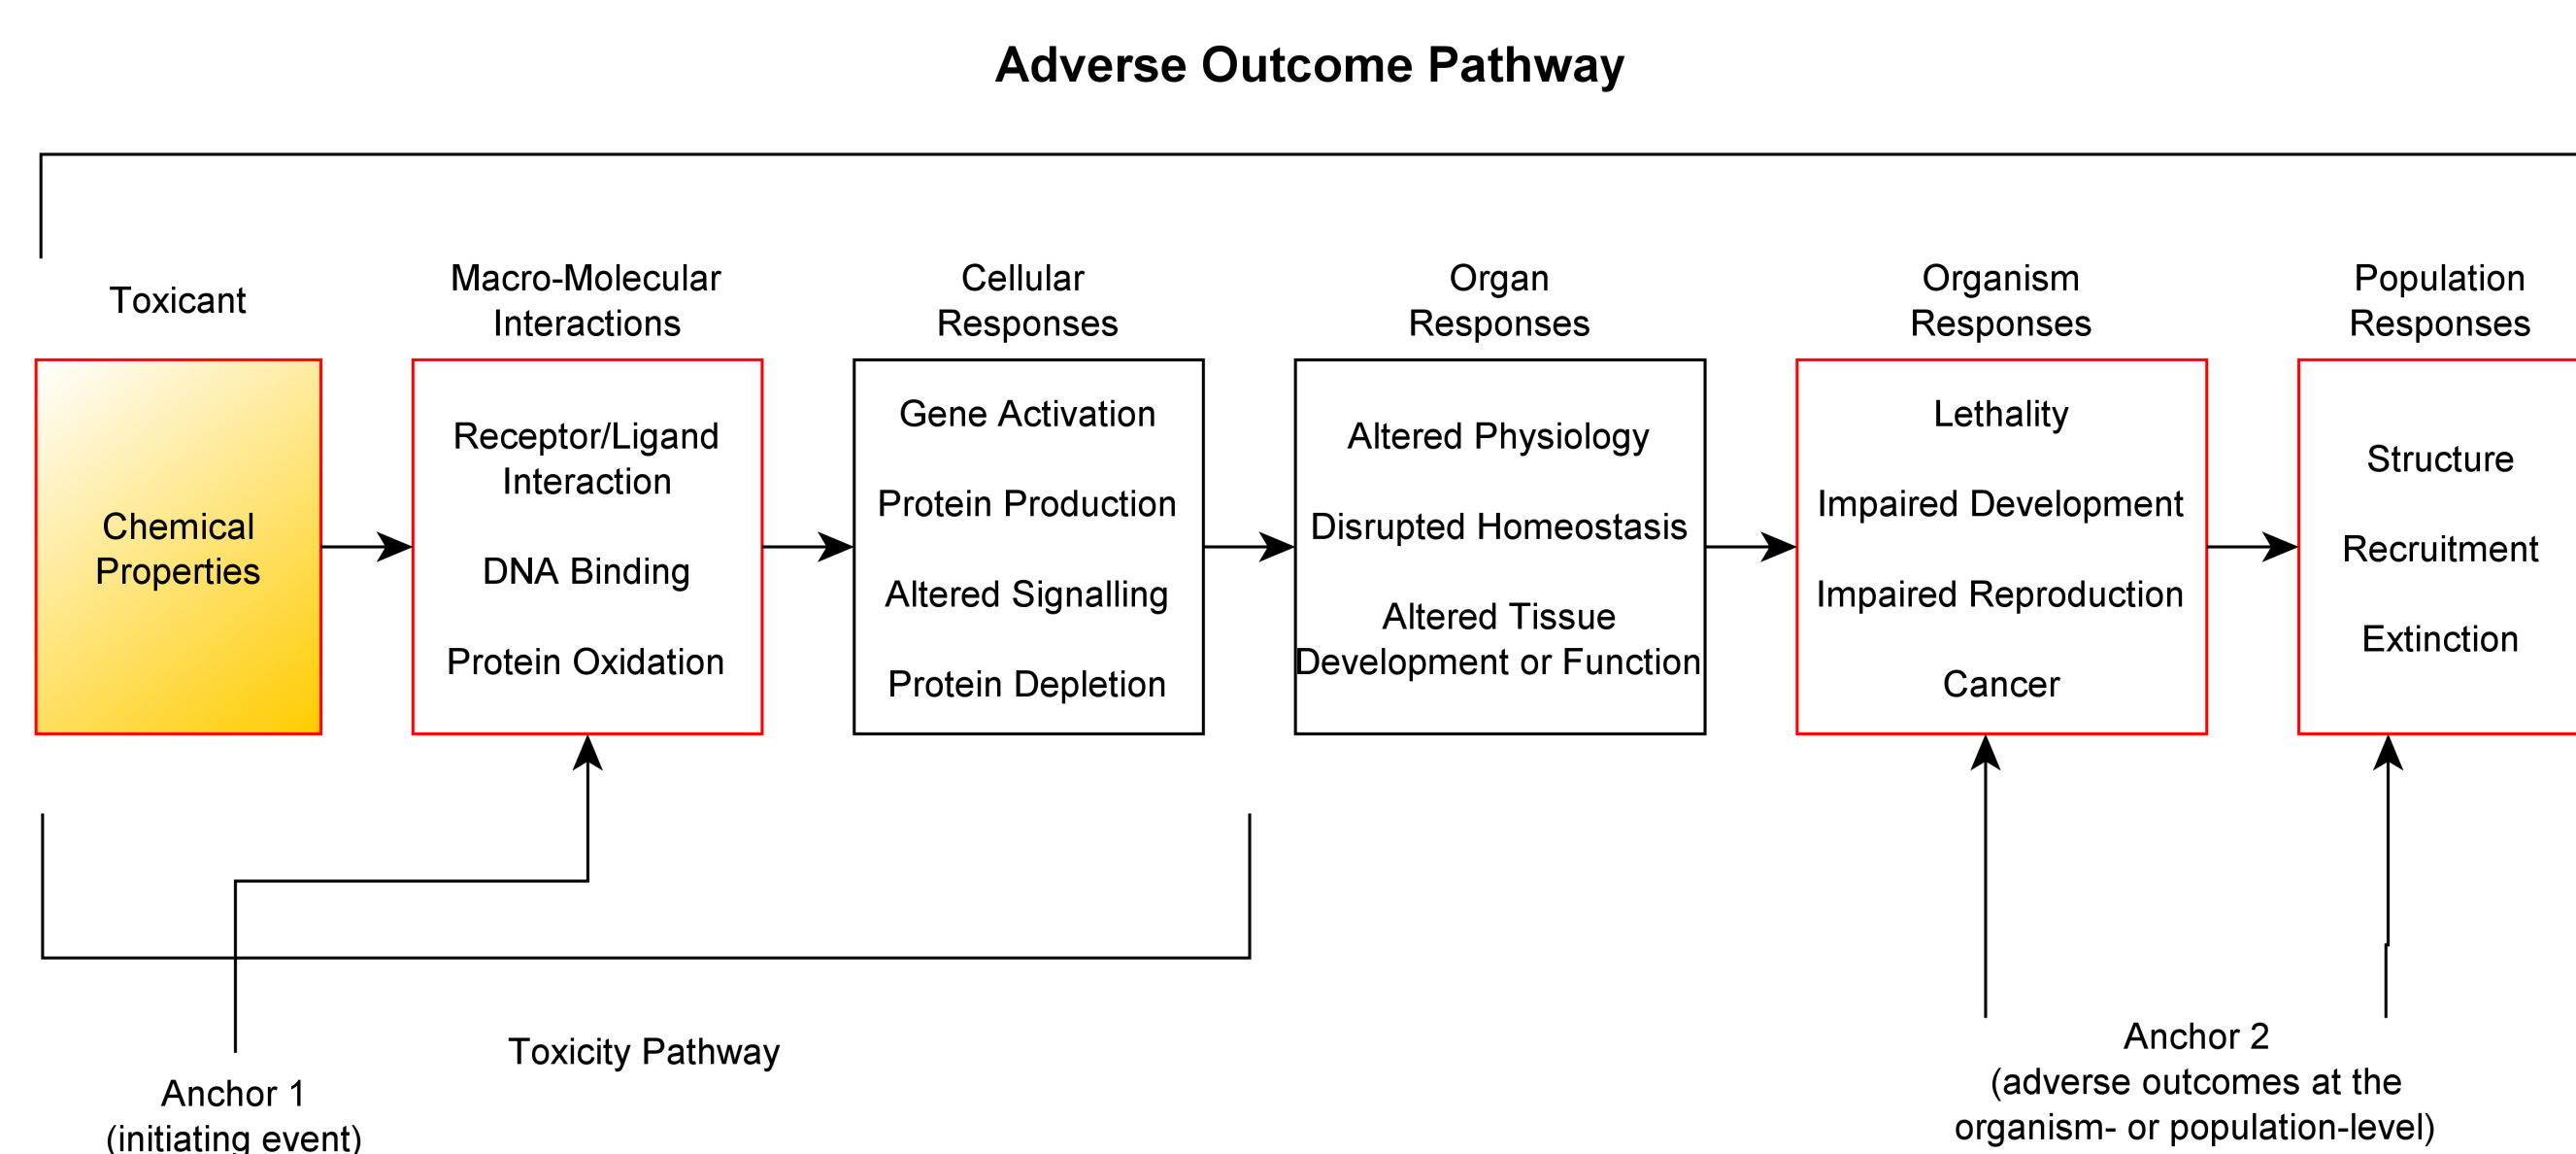 Adverse Outcome Pathway
Toxicant
Chemical
Properties
Macro-Molecular
Interactions
Receptor/Ligand
Interaction
DNA Binding
Protein Oxidation
Cellular
Responses
Gene Activation
Protein Production
Altered Signalling
Protein Depletion
Organ
Responses
Altered Physiology
Disrupted Homeostasis
Altered Tissue
Development or Function
Organism
Responses
Lethality
Impaired Development
Impaired Reproduction
Cancer
Population
Responses
Structure
Recruitment
Extinction
Anchor 1
(initiating event)
Toxicity Pathway
Anchor 2
(adverse outcomes at the
organism- or population-level)